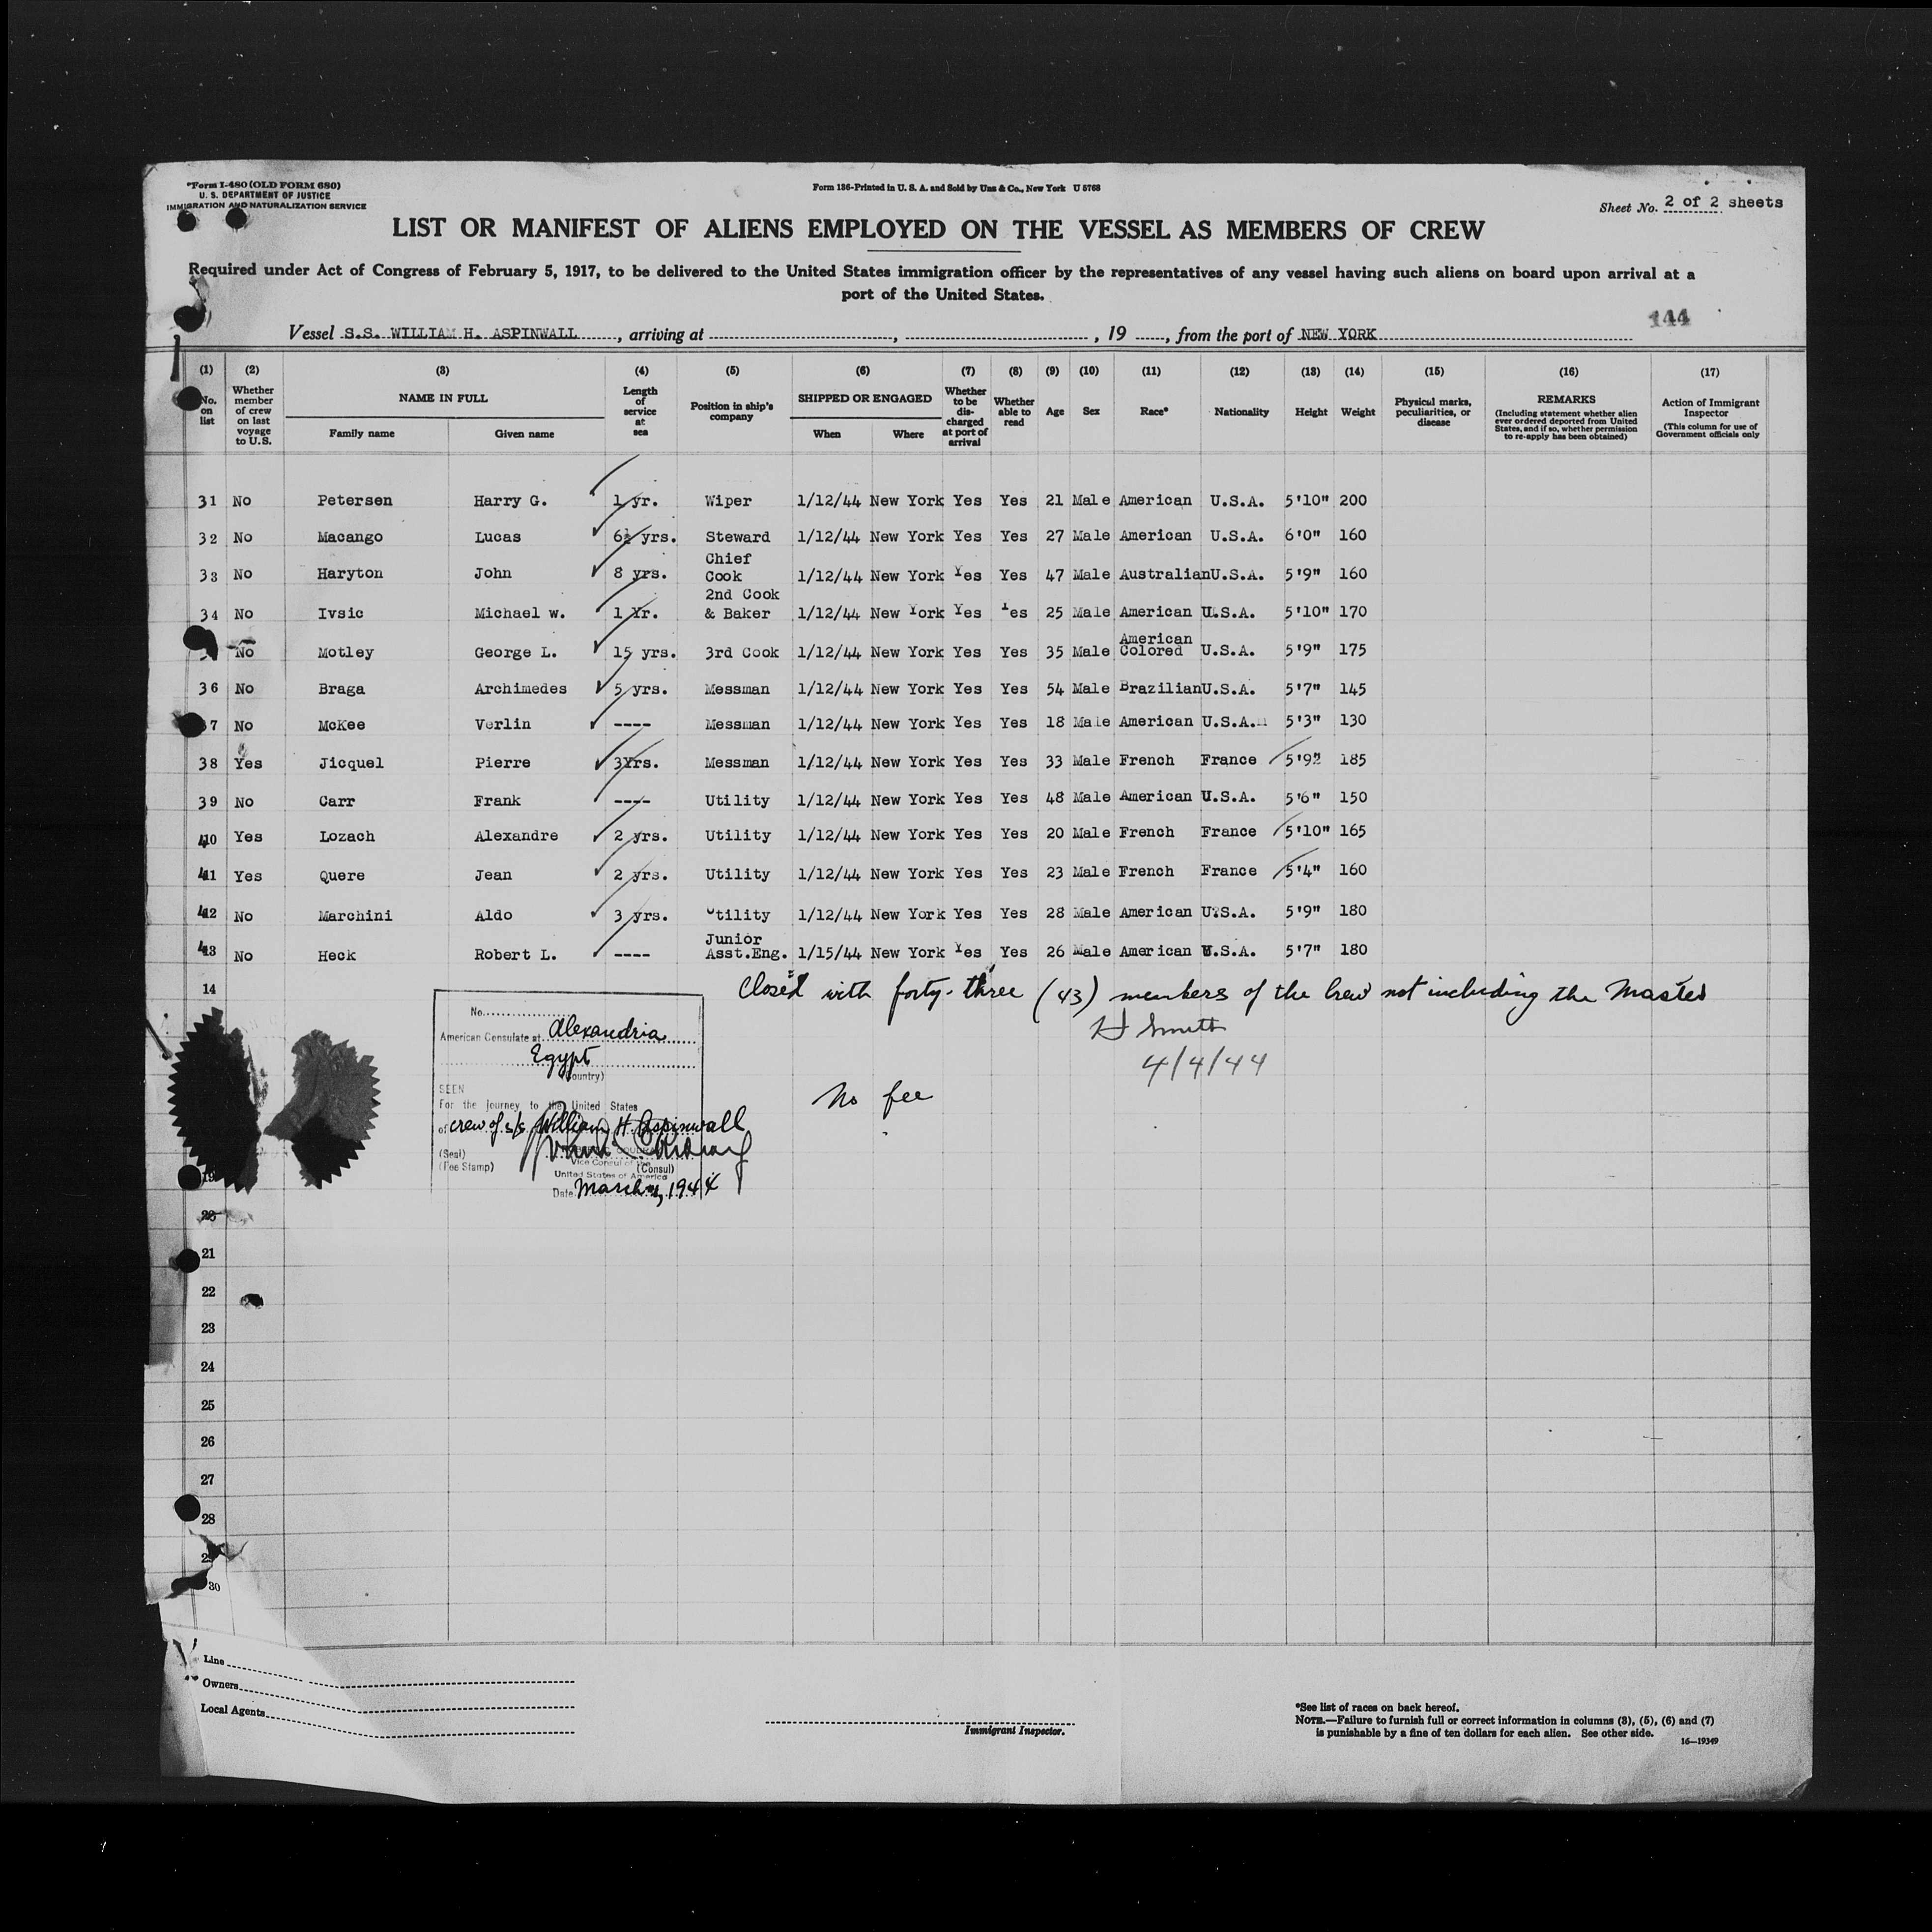 *Form I-480 (OLD FORM 680)
U. S. DEPARTMENT OF JUSTICE
IMMIGRATION AND NATURALIZATION SERVICE
Form 136-Printed in U. S. A. and Sold by Unz & Co., New York U 5768
Sheet No. 2 of 2 sheets
LIST OR MANIFEST OF ALIENS EMPLOYED ON THE VESSEL AS MEMBERS OF CREW
Required under Act of Congress of February 5, 1917, to be delivered to the United States immigration officer by the representatives of any vessel having such aliens on board upon arrival at a
port of the United States.
144
Vessel S.S. WILLIAM H. ASPINWALL, arriving at , , 19 , from the port of NEW YORK
(1) (2) (3) (4) (5) (6) (7) (8) (9) (10) (11) (12) (13) (14) (15) (16) (17)
No. on list
Whether member of crew on last voyage to U.S.
NAME IN FULL
Family name Given name
Length of service at sea
Position in ship's company
SHIPPED OR ENGAGED
When Where
Whether to be discharged at port of arrival
Whether able to read
Age Sex Race* Nationality Height Weight
Physical marks, peculiarities, or disease
REMARKS
(Including statement whether alien ever ordered deported from United States, and if so, whether permission to re-apply has been obtained)
Action of Immigrant Inspector
(This column for use of Government officials only
31 No Petersen Harry G. 1 yr. Wiper 1/12/44 New York Yes Yes 21 Male American U.S.A. 5'10" 200
32 No Macango Lucas 6½ yrs. Steward 1/12/44 New York Yes Yes 27 Male American U.S.A. 6'0" 160
33 No Haryton John 8 yrs. Chief Cook 1/12/44 New York Yes Yes 47 Male Australian U.S.A. 5'9" 160
34 No Ivsic Michael w. 1 Yr. 2nd Cook & Baker 1/12/44 New York Yes Yes 25 Male American U.S.A. 5'10" 170
No Motley George L. 15 yrs. 3rd Cook 1/12/44 New York Yes Yes 35 Male American Colored U.S.A. 5'9" 175
36 No Braga Archimedes 5 yrs. Messman 1/12/44 New York Yes Yes 54 Male Brazilian U.S.A. 5'7" 145
37 No McKee Verlin ---- Messman 1/12/44 New York Yes Yes 18 Male American U.S.A. 5'3" 130
38 Yes Jicquel Pierre 3Yrs. Messman 1/12/44 New York Yes Yes 33 Male French France 5'9" 185
39 No Carr Frank ---- Utility 1/12/44 New York Yes Yes 48 Male American U.S.A. 5'6" 150
40 Yes Lozach Alexandre 2 yrs. Utility 1/12/44 New York Yes Yes 20 Male French France 5'10" 165
41 Yes Quere Jean 2 yrs. Utility 1/12/44 New York Yes Yes 23 Male French France 5'4" 160
42 No Marchini Aldo 3 yrs. Utility 1/12/44 New York Yes Yes 28 Male American U.S.A. 5'9" 180
43 No Heck Robert L. ---- Junior Asst.Eng. 1/15/44 New York Yes Yes 26 Male American U.S.A. 5'7" 180
14
Closed with forty-three (43) members of the Crew not including the Master
H Smith
4/4/44
No fee
No.
American Consulate at Alexandria
Egypt
(Country)
SEEN
For the journey to the United States
of crew of s/s William H. Aspinwall
(Seal)
(Fee Stamp)
Vice Consul of the
(Consul)
United States of America
Date March 1944
19
20
21
22
23
24
25
26
27
28
29
30
Line
Owners
Local Agents
Immigrant Inspector.
*See list of races on back hereof.
NOTE.—Failure to furnish full or correct information in columns (3), (5), (6) and (7)
is punishable by a fine of ten dollars for each alien. See other side.
16—19349